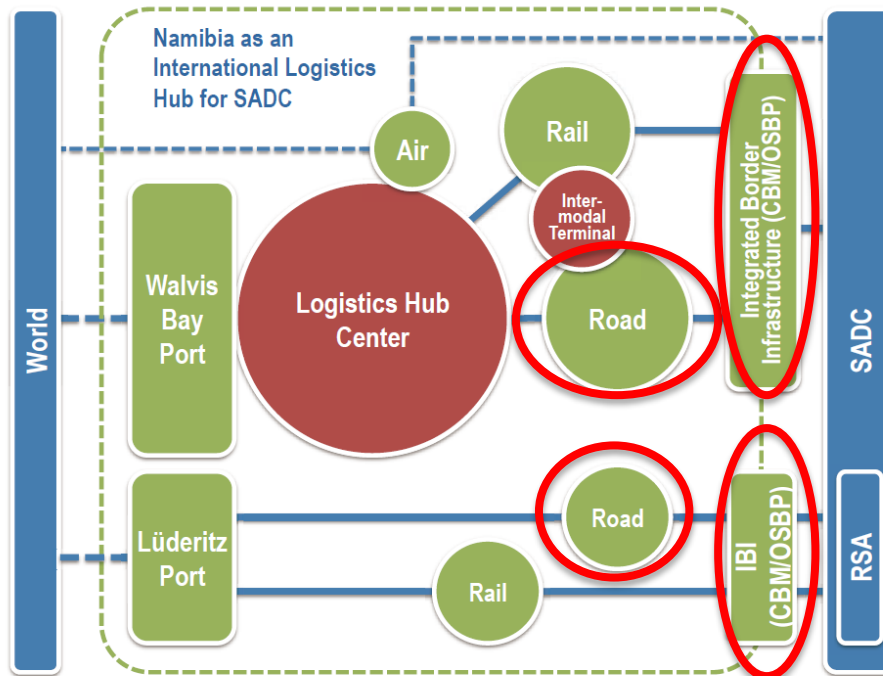 Namibia as an
International Logistics
Hub for SADC
World
Air
Rail
Inter-
modal
Terminal
Walvis
Bay
Port
Logistics Hub
Center
Road
Integrated Border
Infrastructure (CBM/OSBP)
SADC
Lüderitz
Port
Road
Rail
IBI
(CBM/OSBP)
RSA